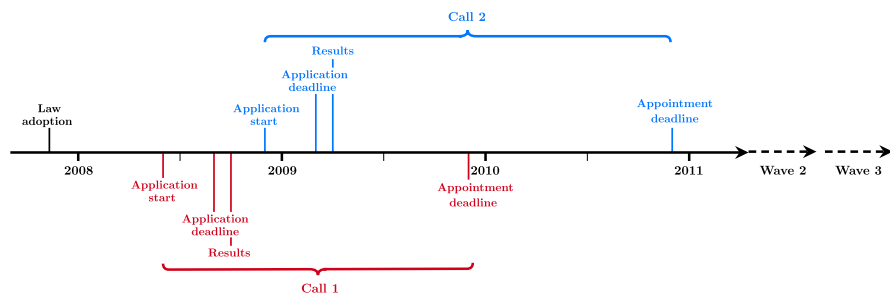 Call 2
Results
Application
deadline
Law
adoption
Application
start
Appointment
deadline
2008
2009
2010
2011
Wave 2
Wave 3
Application
start
Appointment
deadline
Application
deadline
Results
Call 1